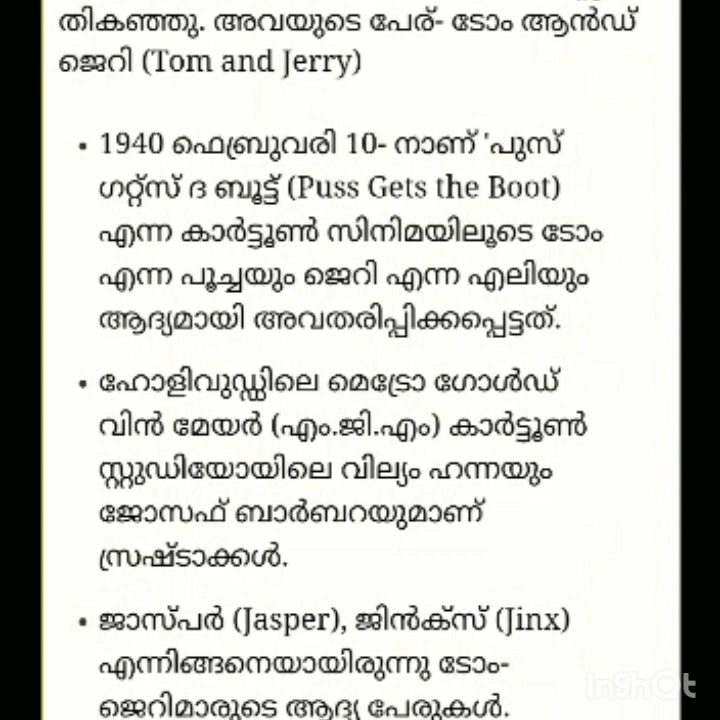 തികഞ്ഞു. അവയുടെ പേര്- ടോം ആൻഡ്
ജെറി (Tom and Jerry)
• 1940 ഫെബ്രുവരി 10- നാണ് 'പുസ്
ഗറ്റ്സ് ദ ബൂട്ട് (Puss Gets the Boot)
എന്ന കാർട്ടൂൺ സിനിമയിലൂടെ ടോം
എന്ന പൂച്ചയും ജെറി എന്ന എലിയും
ആദ്യമായി അവതരിപ്പിക്കപ്പെട്ടത്.
• ഹോളിവുഡ്ഡിലെ മെട്രോ ഗോൾഡ്
വിൻ മേയർ (എം.ജി.എം) കാർട്ടൂൺ
സ്റ്റുഡിയോയിലെ വില്യം ഹന്നയും
ജോസഫ് ബാർബറയുമാണ്
സ്രഷ്ടാക്കൾ.
• ജാസ്പർ (Jasper), ജിൻക്സ് (Jinx)
എന്നിങ്ങനെയായിരുന്നു ടോം-
ജെറിമാരുടെ ആദ്യ പേരുകൾ.
InShOt